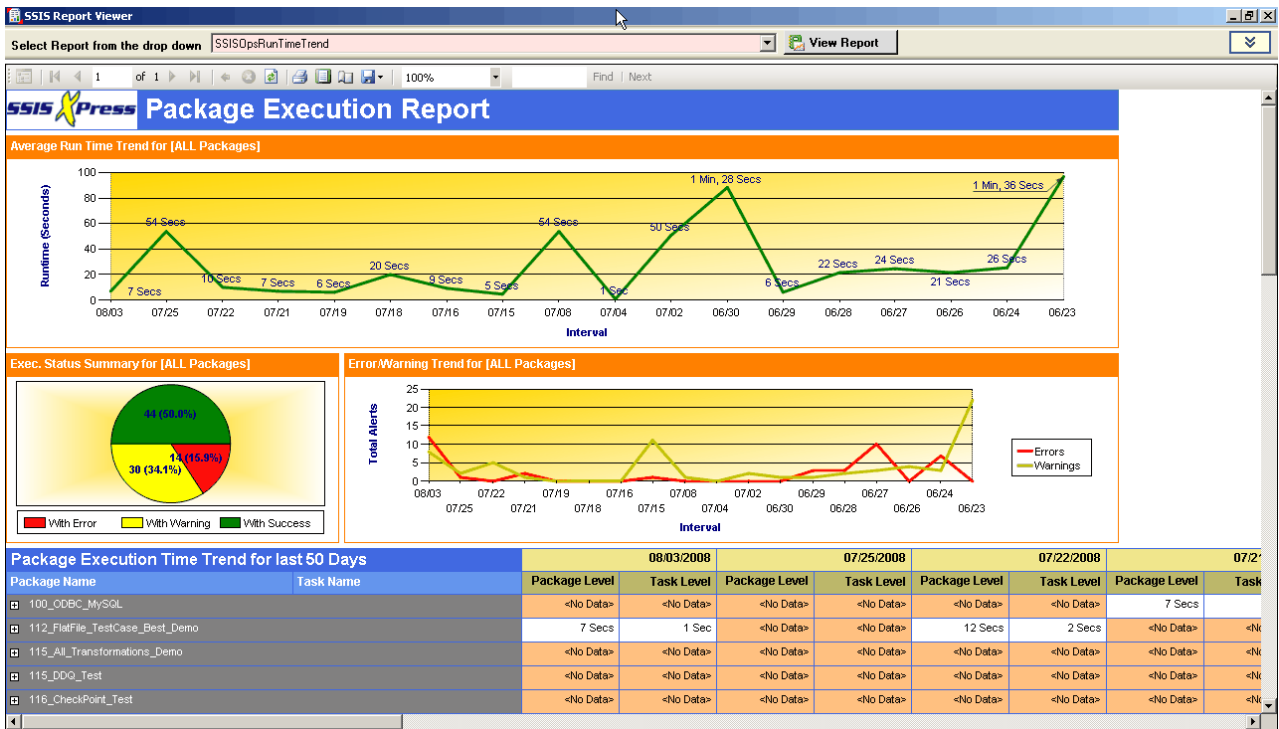 SSIS Report Viewer
Select Report from the drop down SSISOpsRunTimeTrend View Report
1 of 1 100% Find | Next
SSIS XPress Package Execution Report
Average Run Time Trend for [ALL Packages]
Runtime (Seconds)
100
80
60
40
20
0
7 Secs
54 Secs
10 Secs
7 Secs
6 Secs
20 Secs
9 Secs
5 Secs
54 Secs
1 Sec
50 Secs
1 Min, 28 Secs
6 Secs
22 Secs
24 Secs
21 Secs
26 Secs
1 Min, 36 Secs
08/03 07/25 07/22 07/21 07/19 07/18 07/16 07/15 07/08 07/04 07/02 06/30 06/29 06/28 06/27 06/26 06/24 06/23
Interval
Exec. Status Summary for [ALL Packages]
44 (50.0%)
14 (15.9%)
30 (34.1%)
With Error With Warning With Success
Error/Warning Trend for [ALL Packages]
Total Alerts
25
20
15
10
5
0
08/03 07/22 07/19 07/16 07/08 07/02 06/29 06/27 06/24
07/25 07/21 07/18 07/15 07/04 06/30 06/28 06/26 06/23
Interval
Errors
Warnings
Package Execution Time Trend for last 50 Days 08/03/2008 07/25/2008 07/22/2008 07/21
Package Name Task Name Package Level Task Level Package Level Task Level Package Level Task Level Package Level Task
100_ODBC_MySQL <No Data> <No Data> <No Data> <No Data> <No Data> <No Data> 7 Secs
112_FlatFile_TestCase_Best_Demo 7 Secs 1 Sec <No Data> <No Data> 12 Secs 2 Secs <No Data> <No
115_All_Transformations_Demo <No Data> <No Data> <No Data> <No Data> <No Data> <No Data> <No Data> <No
115_DDQ_Test <No Data> <No Data> <No Data> <No Data> <No Data> <No Data> <No Data> <No
116_CheckPoint_Test <No Data> <No Data> <No Data> <No Data> <No Data> <No Data> <No Data> <No